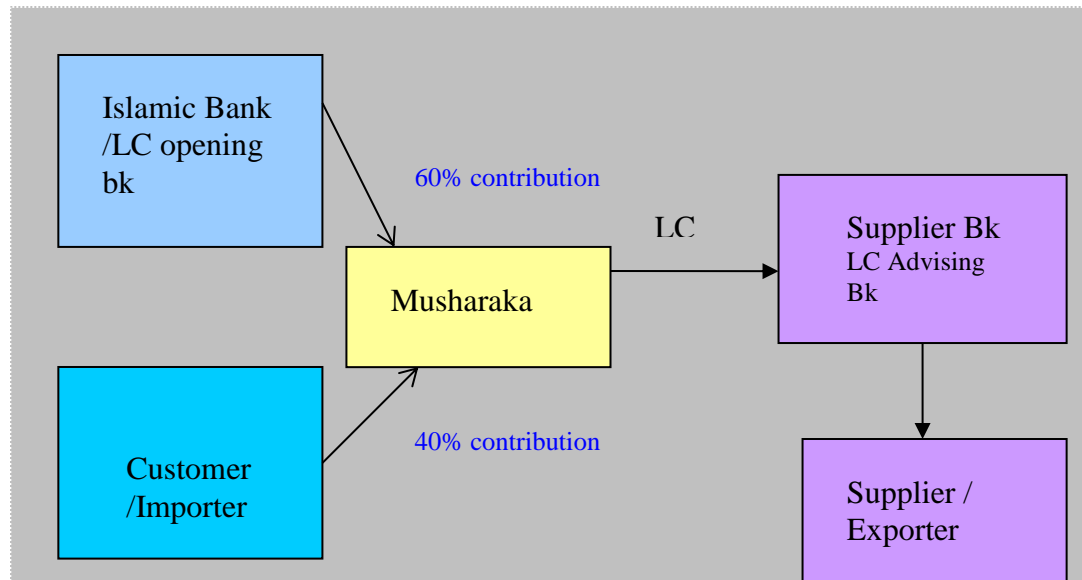 Islamic Bank
/LC opening
bk
60% contribution
LC
Supplier Bk
LC Advising
Bk
Musharaka
40% contribution
Customer
/Importer
Supplier /
Exporter